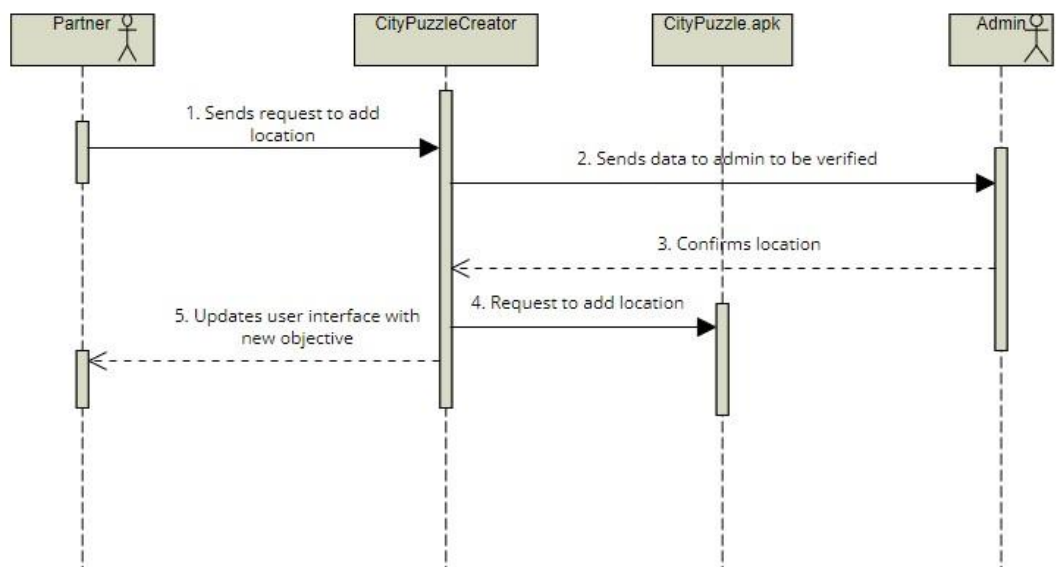 Partner
CityPuzzleCreator
CityPuzzle.apk
Admin
1. Sends request to add
location
2. Sends data to admin to be verified
3. Confirms location
4. Request to add location
5. Updates user interface with
new objective